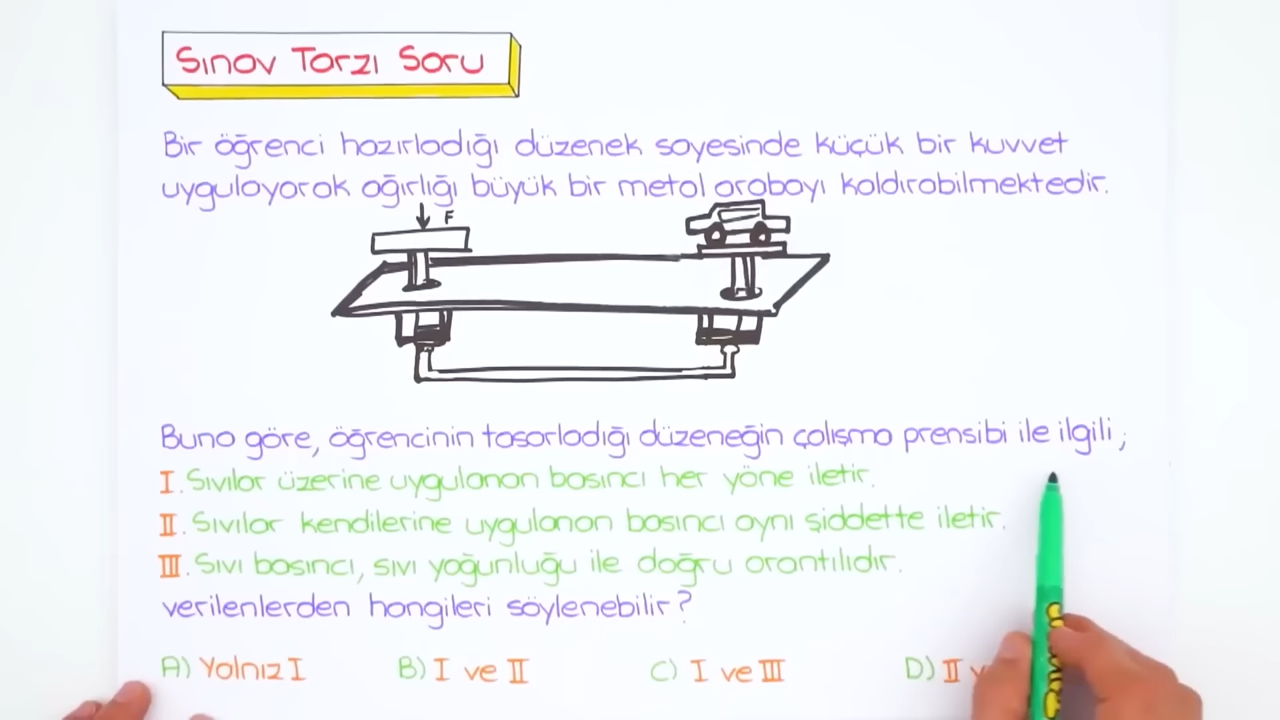 Sınav Tarzı Soru
Bir öğrenci hazırladığı düzenek sayesinde küçük bir kuvvet
uygulayarak ağırlığı büyük bir metal arabayı kaldırabilmektedir.
F
Buna göre, öğrencinin tasarladığı düzeneğin çalışma prensibi ile ilgili;
I. Sıvılar üzerine uygulanan basıncı her yöne iletir.
II. Sıvılar kendilerine uygulanan basıncı aynı şiddette iletir.
III. Sıvı basıncı, sıvı yoğunluğu ile doğru orantılıdır.
verilenlerden hangileri söylenebilir?
A) Yalnız I B) I ve II C) I ve III D) II